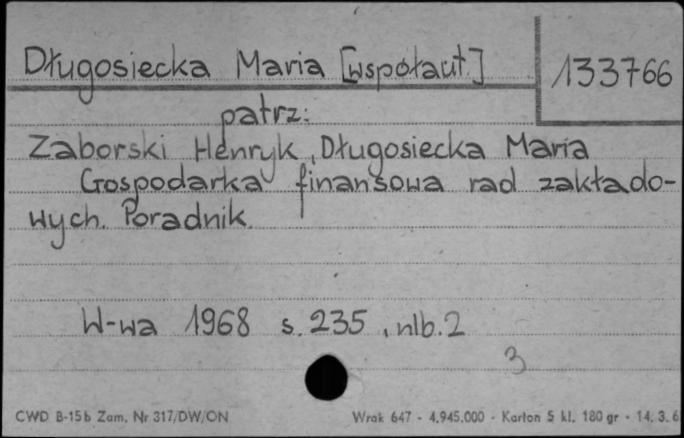 Długosiecka Maria [współaut.] 133766
patrz:
Zaborski Henryk, Długosiecka Maria
Gospodarka finansowa rad zakłado-
wych. Poradnik.
W-wa 1968 s. 235, nlb. 2
3
CWD B-15b Zam. Nr 317/DW/ON Wrak 647 - 4.945.000 - Karton 5 kl. 180 gr - 14. 3. 6